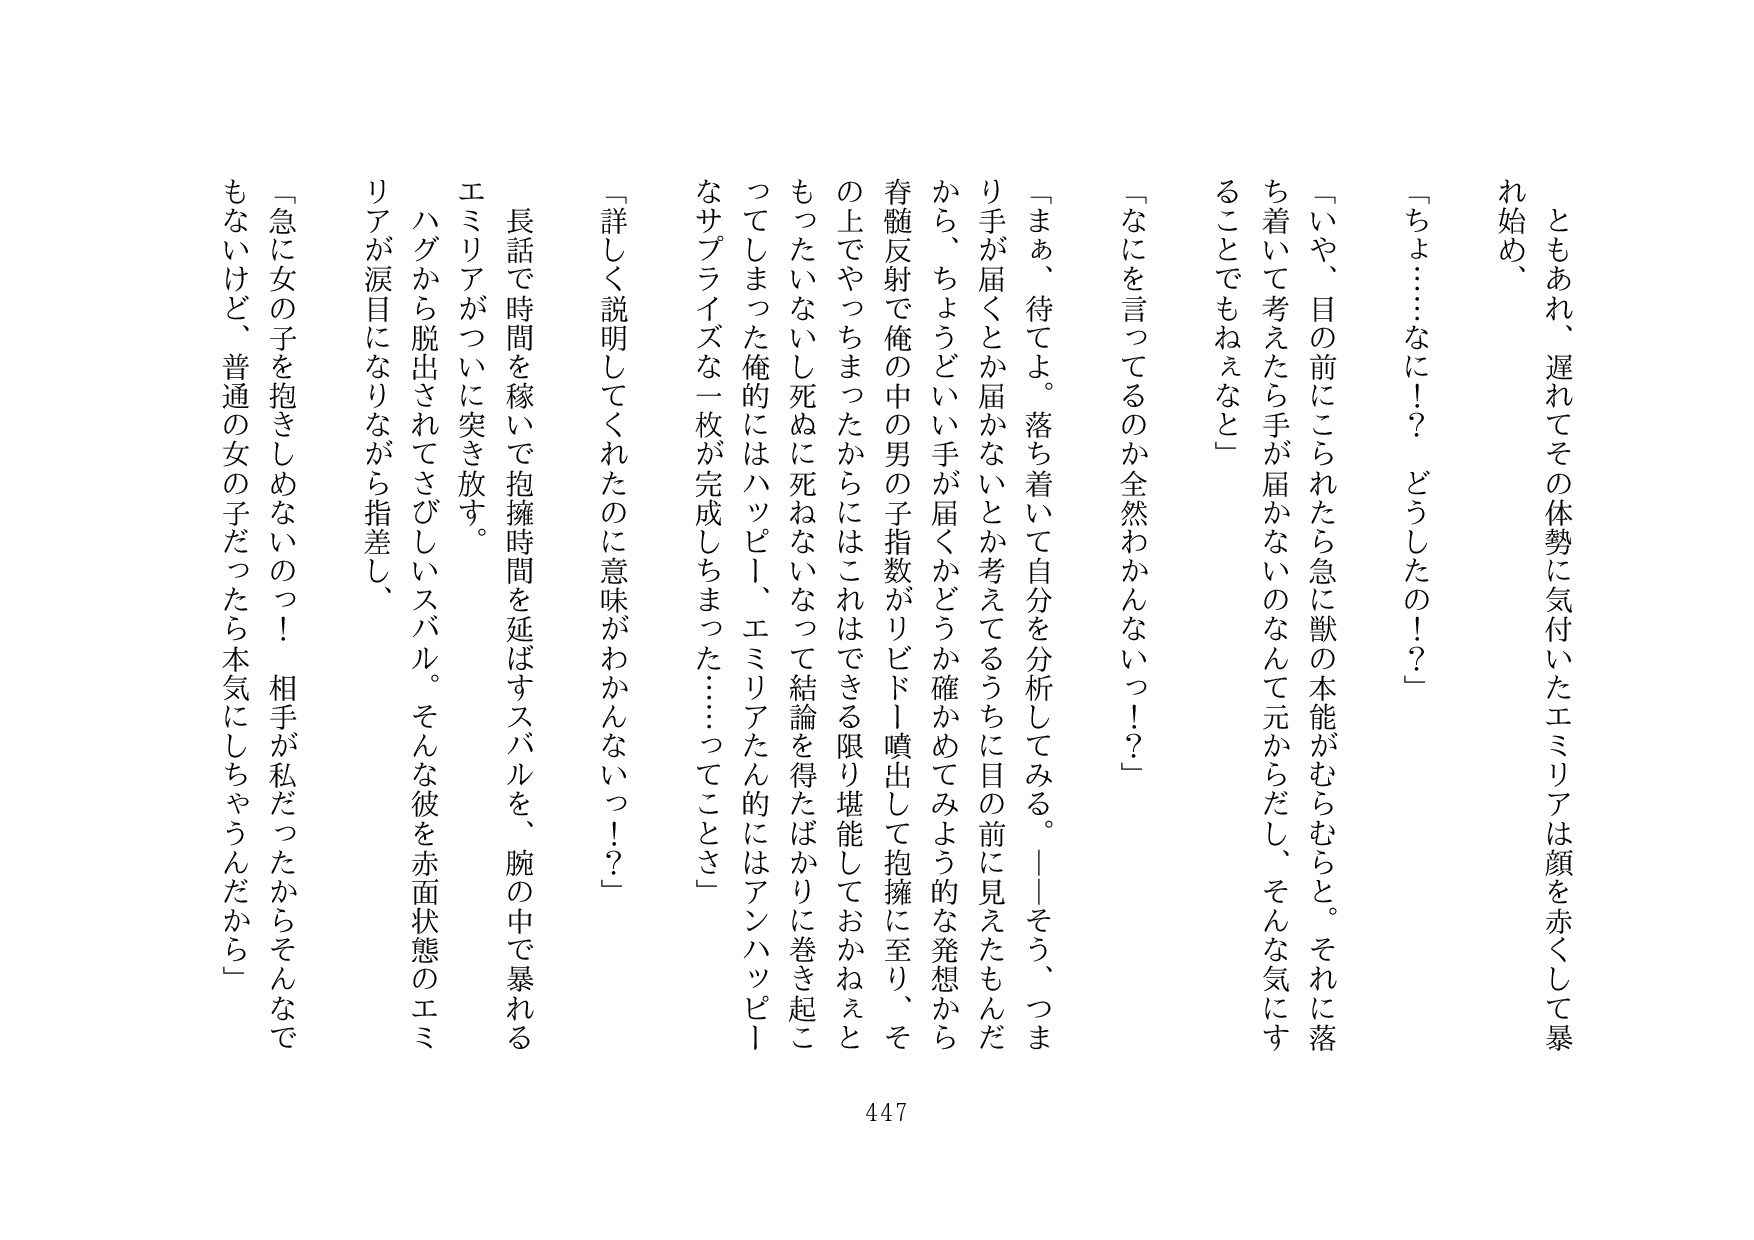 ともあれ、遅れてその体勢に気付いたエミリアは顔を赤くして暴
れ始め、
「ちょ……なに！？　どうしたの！？」
「いや、目の前にこられたら急に獣の本能がむらむらと。それに落
ち着いて考えたら手が届かないのなんて元からだし、そんな気にす
ることでもねぇなと」
「なにを言ってるのか全然わかんないっ！？」
「まぁ、待てよ。落ち着いて自分を分析してみる。――そう、つま
り手が届くとか届かないとか考えてるうちに目の前に見えたもんだ
から、ちょうどいい手が届くかどうか確かめてみよう的な発想から
脊髄反射で俺の中の男の子指数がリビドー噴出して抱擁に至り、そ
の上でやっちまったからにはこれはできる限り堪能しておかねぇと
もったいないし死ぬに死ねないなって結論を得たばかりに巻き起こ
ってしまった俺的にはハッピー、エミリアたん的にはアンハッピー
なサプライズな一枚が完成しちまった……ってことさ」
「詳しく説明してくれたのに意味がわかんないっ！？」
長話で時間を稼いで抱擁時間を延ばすスバルを、腕の中で暴れる
エミリアがついに突き放す。
ハグから脱出されてさびしいスバル。そんな彼を赤面状態のエミ
リアが涙目になりながら指差し、
「急に女の子を抱きしめないのっ！　相手が私だったからそんなで
もないけど、普通の女の子だったら本気にしちゃうんだから」
447